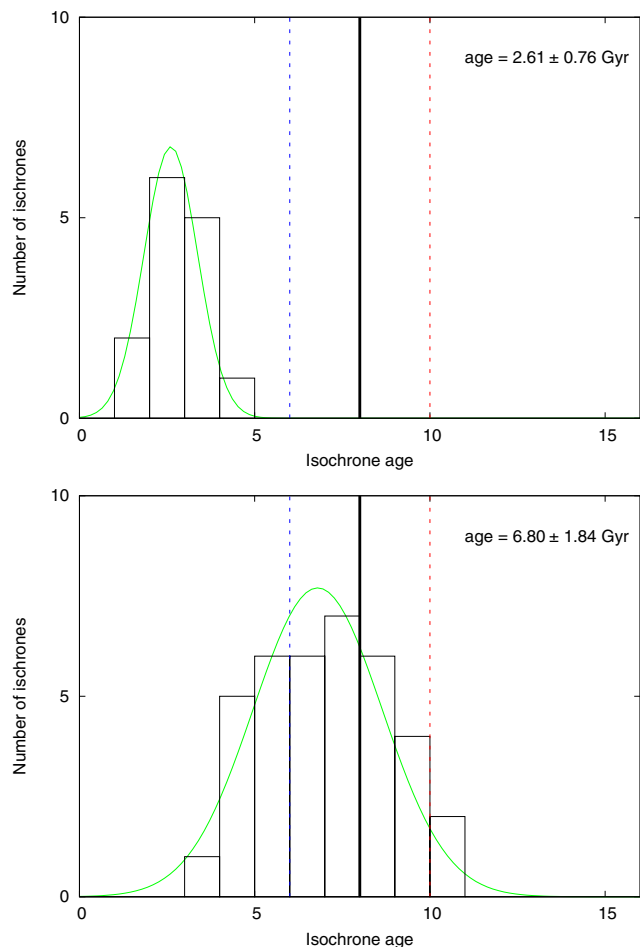 10
age = 2.61 ± 0.76 Gyr
Number of ischrones
5
0
0 5 10 15
Isochrone age
10
age = 6.80 ± 1.84 Gyr
Number of ischrones
5
0
0 5 10 15
Isochrone age